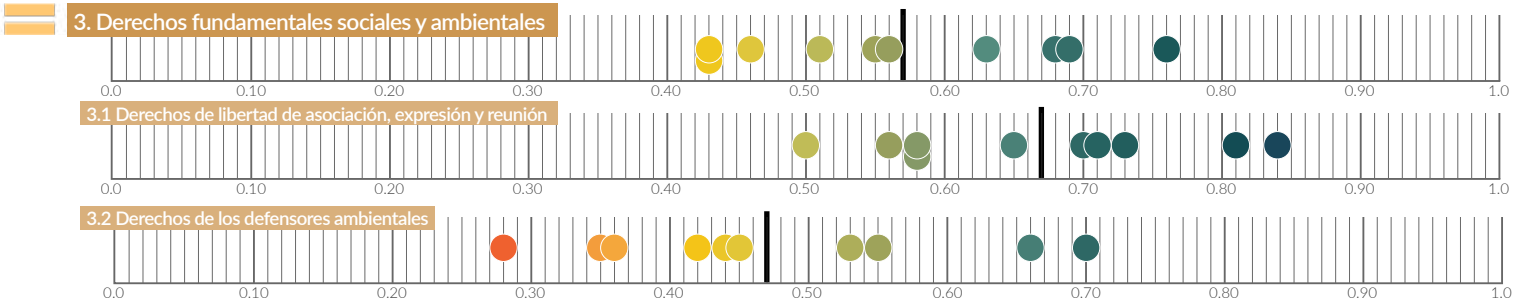 3. Derechos fundamentales sociales y ambientales
0.0 0.10 0.20 0.30 0.40 0.50 0.60 0.70 0.80 0.90 1.0
3.1 Derechos de libertad de asociación, expresión y reunión
0.0 0.10 0.20 0.30 0.40 0.50 0.60 0.70 0.80 0.90 1.0
3.2 Derechos de los defensores ambientales
0.0 0.10 0.20 0.30 0.40 0.50 0.60 0.70 0.80 0.90 1.0